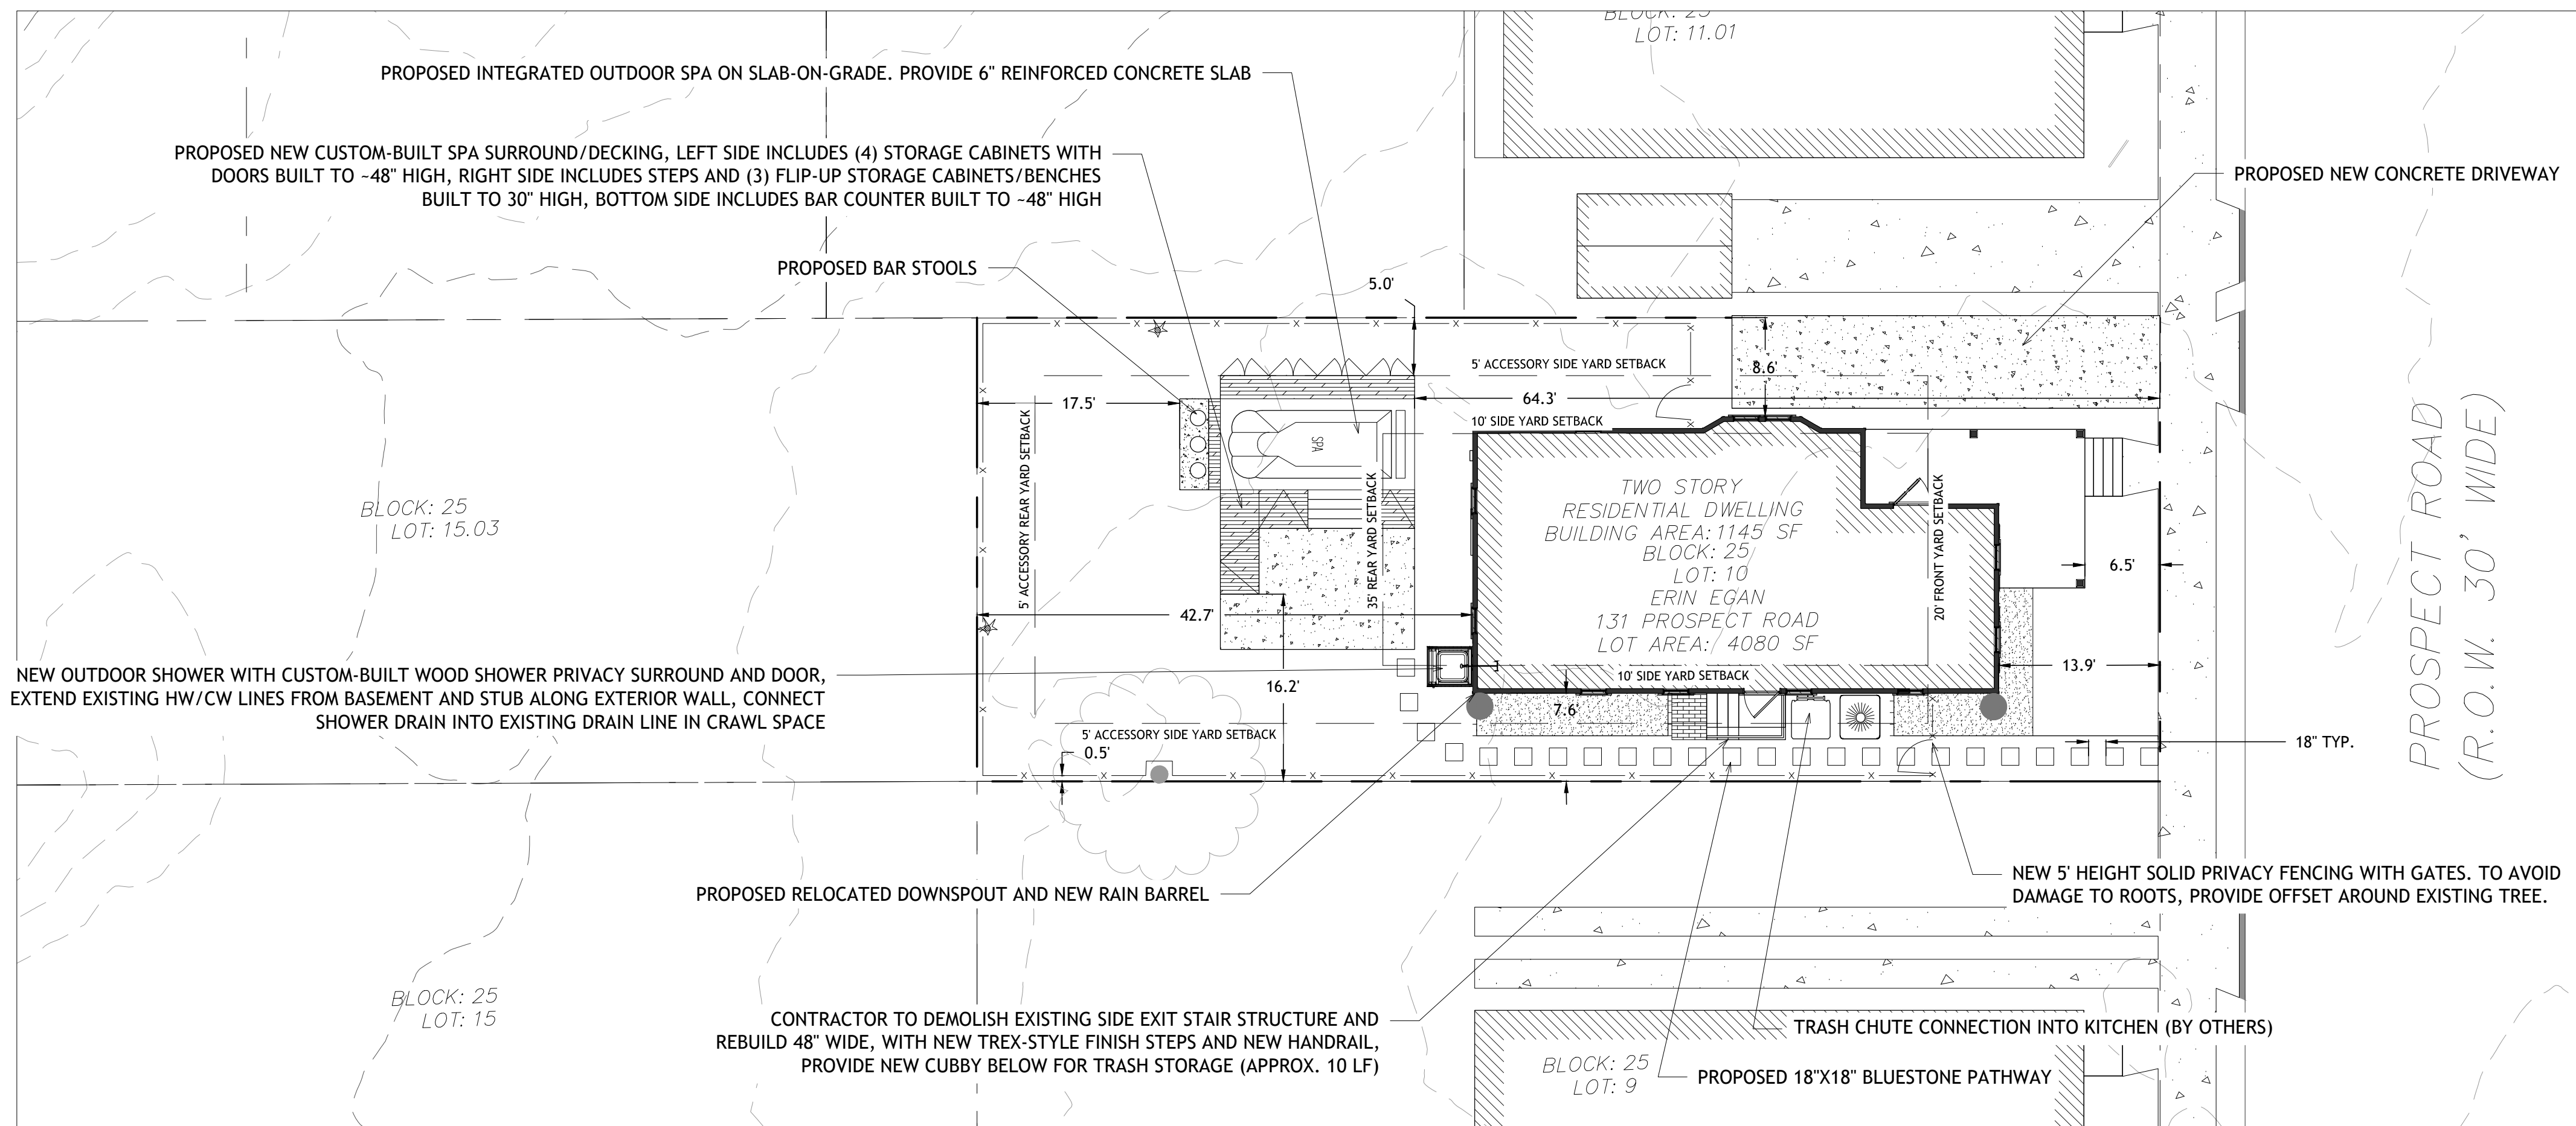 BLOCK: 25
LOT: 11.01
PROPOSED INTEGRATED OUTDOOR SPA ON SLAB-ON-GRADE. PROVIDE 6" REINFORCED CONCRETE SLAB
PROPOSED NEW CUSTOM-BUILT SPA SURROUND/DECKING, LEFT SIDE INCLUDES (4) STORAGE CABINETS WITH
DOORS BUILT TO ~48" HIGH, RIGHT SIDE INCLUDES STEPS AND (3) FLIP-UP STORAGE CABINETS/BENCHES
BUILT TO 30" HIGH, BOTTOM SIDE INCLUDES BAR COUNTER BUILT TO ~48" HIGH
PROPOSED NEW CONCRETE DRIVEWAY
PROPOSED BAR STOOLS
5.0'
5' ACCESSORY SIDE YARD SETBACK
8.6'
17.5'
64.3'
10' SIDE YARD SETBACK
SPA
5' ACCESSORY REAR YARD SETBACK
35' REAR YARD SETBACK
20' FRONT YARD SETBACK
BLOCK: 25
LOT: 15.03
TWO STORY
RESIDENTIAL DWELLING
BUILDING AREA: 1145 SF
BLOCK: 25
LOT: 10
ERIN EGAN
131 PROSPECT ROAD
LOT AREA: 4080 SF
PROSPECT ROAD
(R.O.W. 30' WIDE)
6.5'
42.7'
13.9'
NEW OUTDOOR SHOWER WITH CUSTOM-BUILT WOOD SHOWER PRIVACY SURROUND AND DOOR,
EXTEND EXISTING HW/CW LINES FROM BASEMENT AND STUB ALONG EXTERIOR WALL, CONNECT
SHOWER DRAIN INTO EXISTING DRAIN LINE IN CRAWL SPACE
10' SIDE YARD SETBACK
16.2'
7.6
5' ACCESSORY SIDE YARD SETBACK
0.5'
18" TYP.
PROPOSED RELOCATED DOWNSPOUT AND NEW RAIN BARREL
NEW 5' HEIGHT SOLID PRIVACY FENCING WITH GATES. TO AVOID
DAMAGE TO ROOTS, PROVIDE OFFSET AROUND EXISTING TREE.
BLOCK: 25
LOT: 15
CONTRACTOR TO DEMOLISH EXISTING SIDE EXIT STAIR STRUCTURE AND
REBUILD 48" WIDE, WITH NEW TREX-STYLE FINISH STEPS AND NEW HANDRAIL,
PROVIDE NEW CUBBY BELOW FOR TRASH STORAGE (APPROX. 10 LF)
TRASH CHUTE CONNECTION INTO KITCHEN (BY OTHERS)
BLOCK: 25
LOT: 9
PROPOSED 18"X18" BLUESTONE PATHWAY